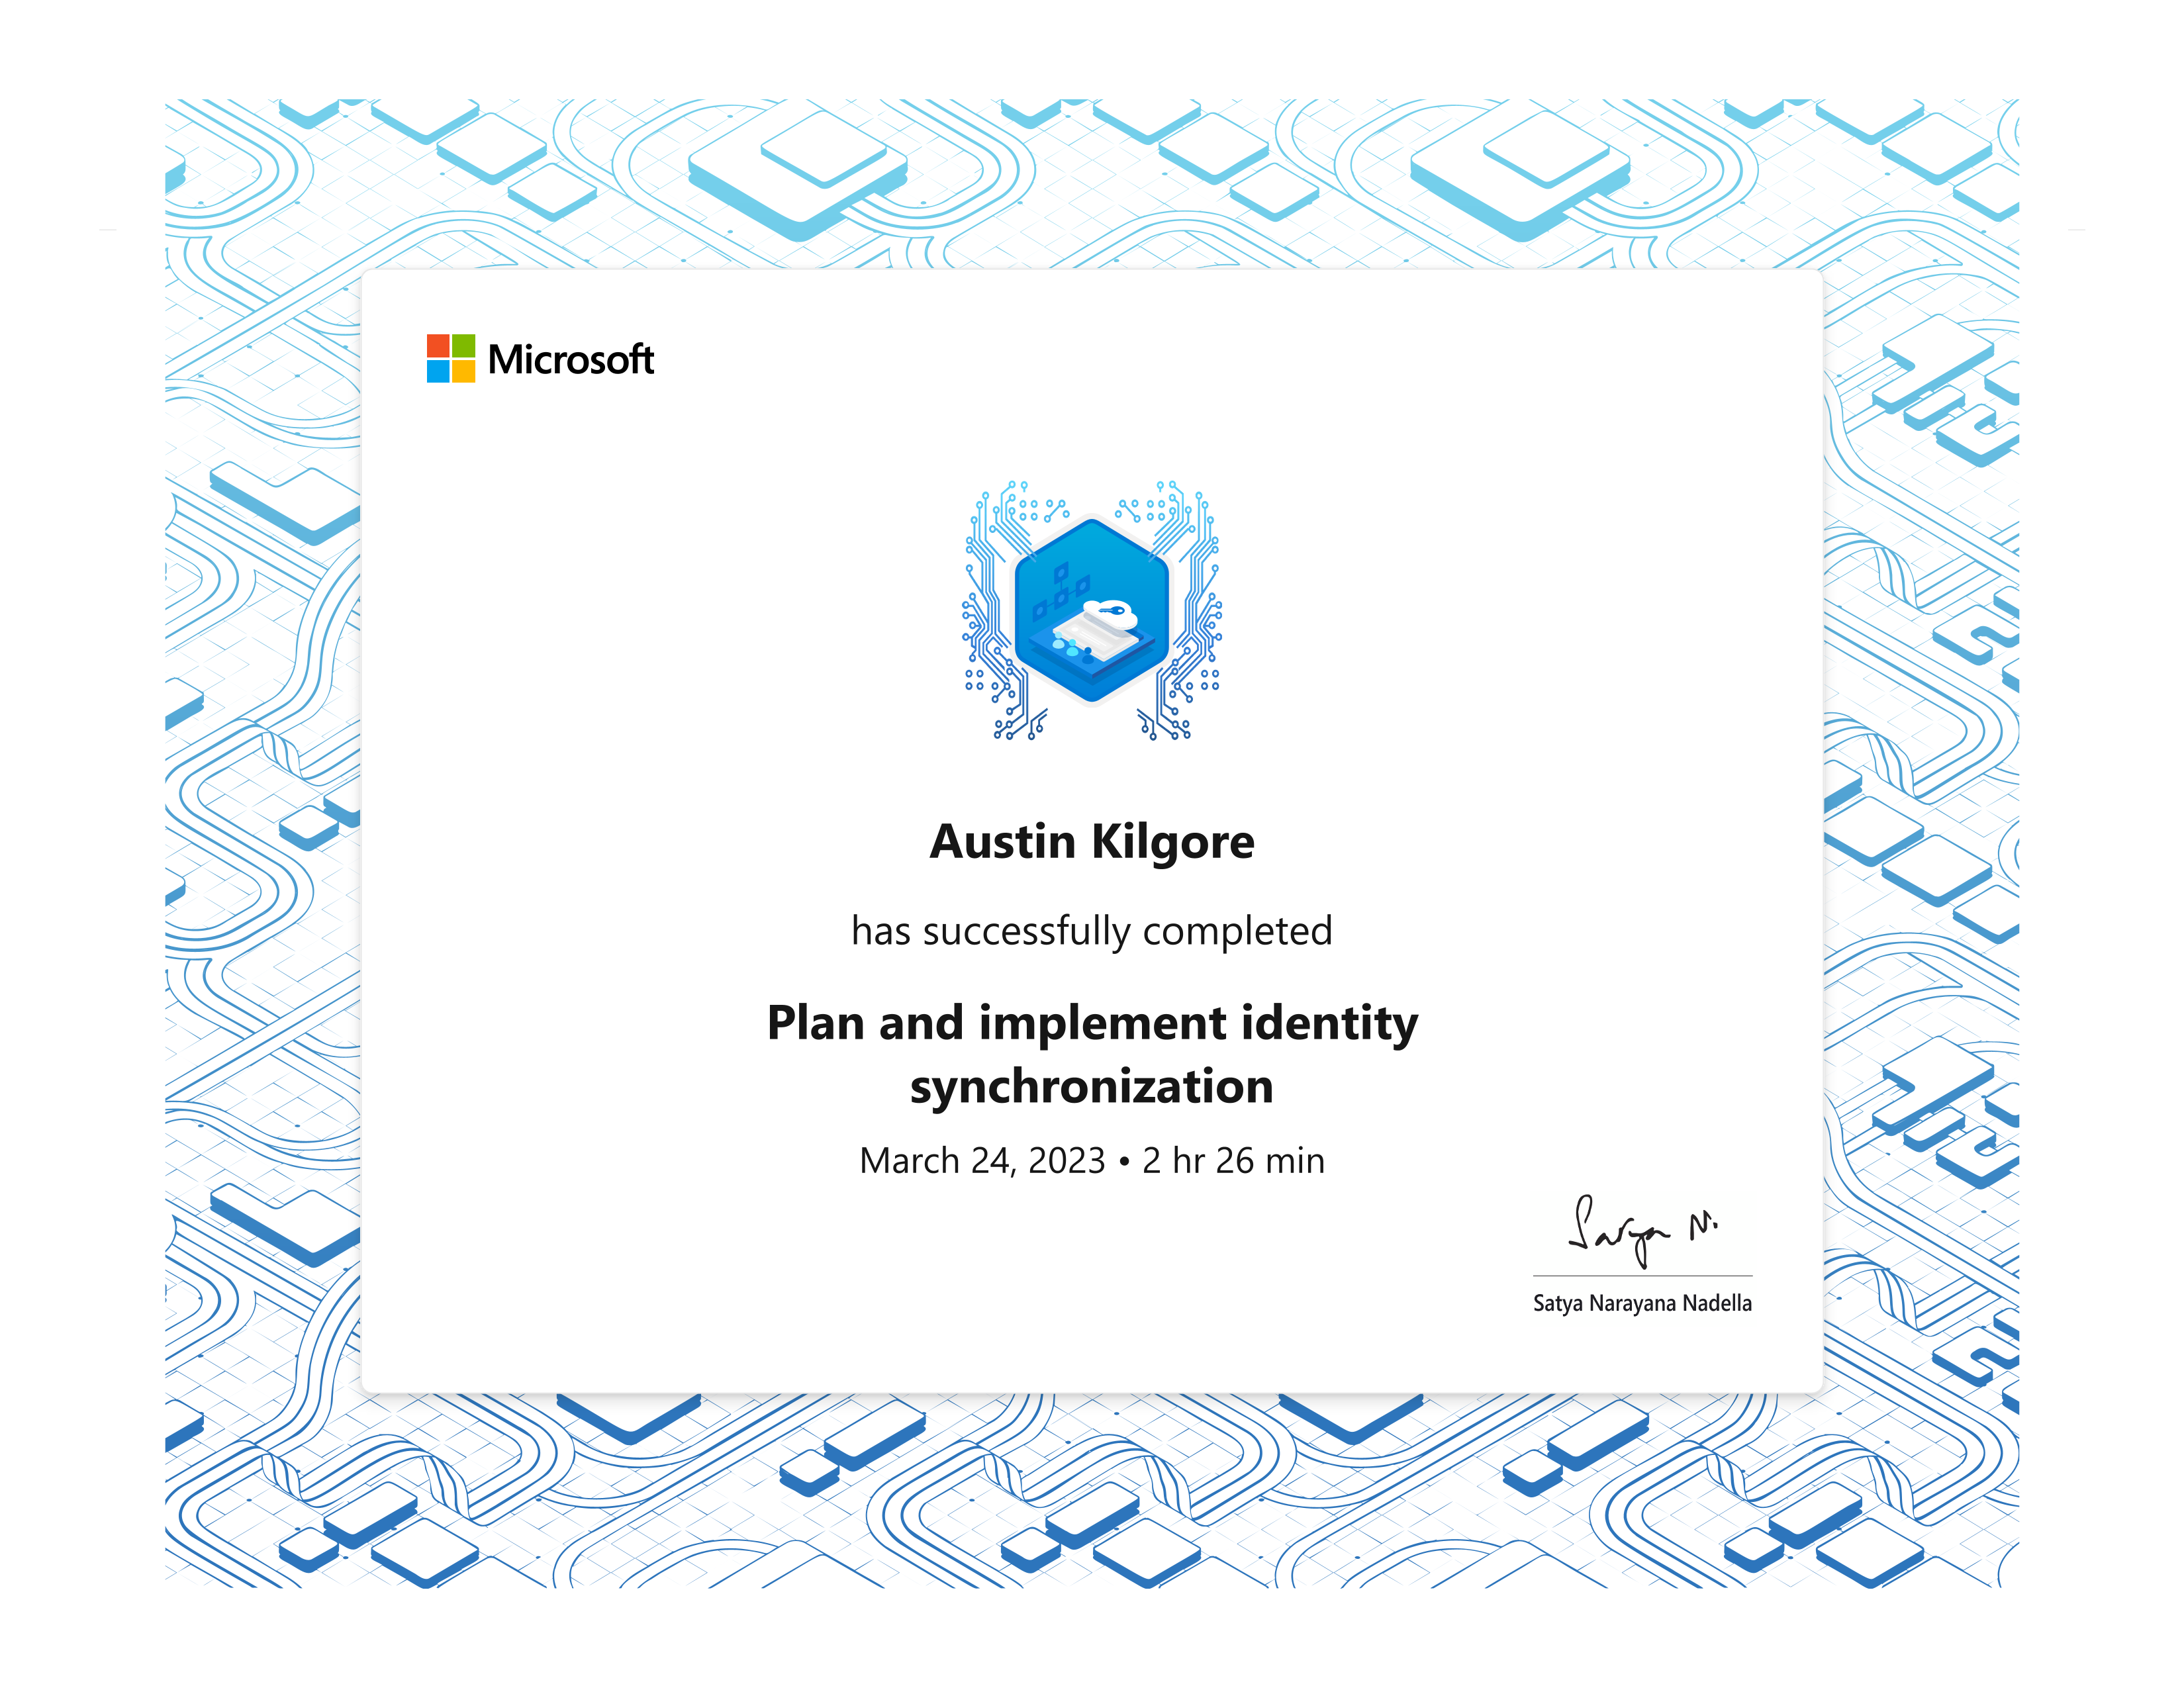 Microsoft
Austin Kilgore
has successfully completed
Plan and implement identity
synchronization
March 24, 2023 • 2 hr 26 min
Satya N.
Satya Narayana Nadella